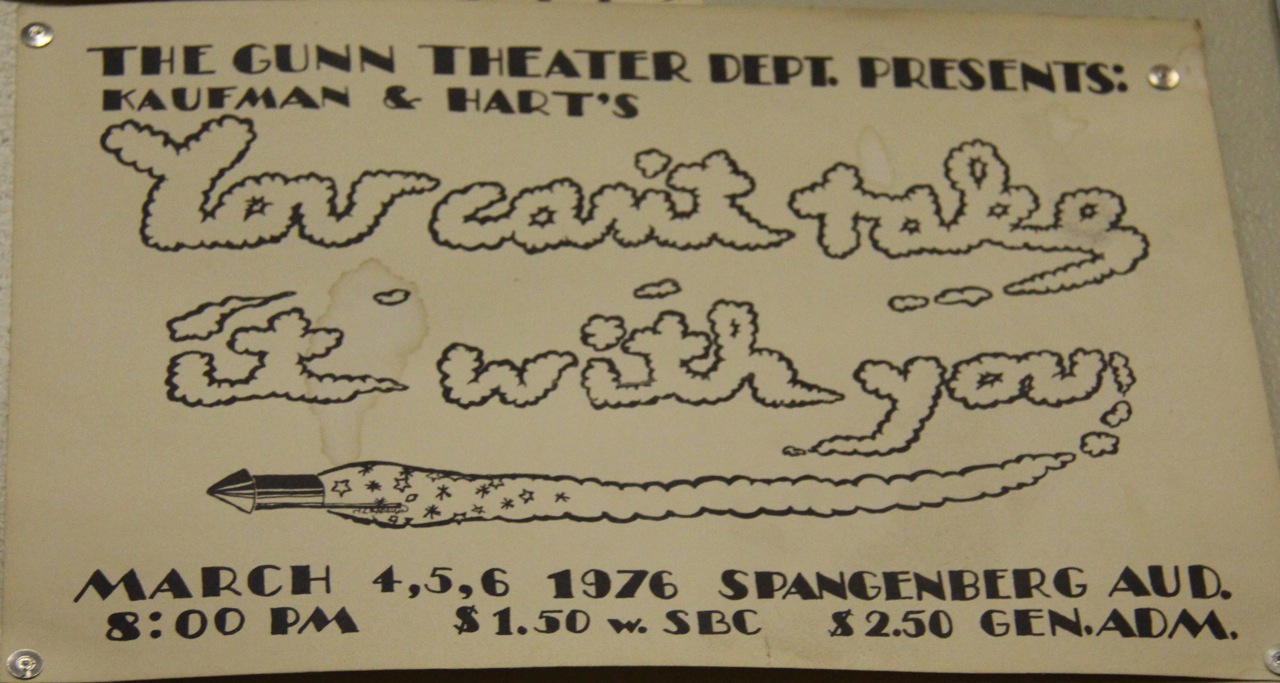 THE GUNN THEATER DEPT. PRESENTS:
KAUFMAN & HART'S
You can't take
it with you
MARCH 4,5,6 1976 SPANGENBERG AUD.
8:00 PM $1.50 w. SBC $2.50 GEN.ADM.